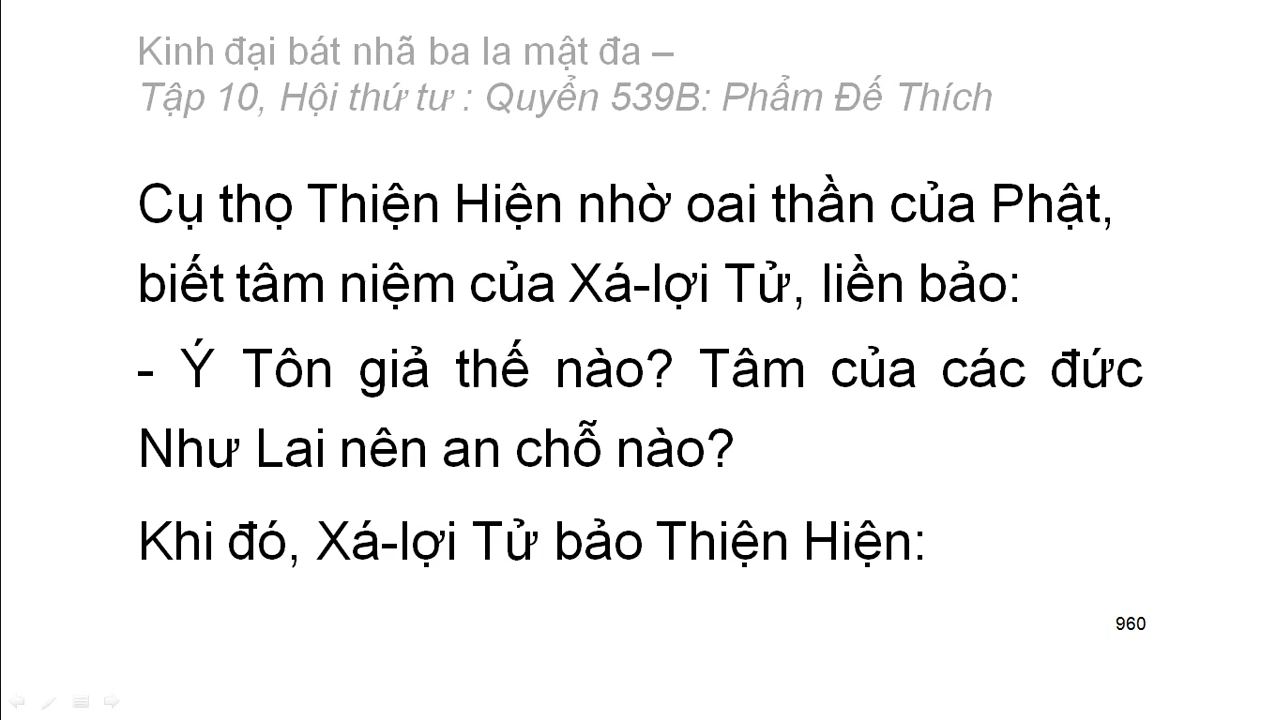 Kinh đại bát nhã ba la mật đa –
Tập 10, Hội thứ tư : Quyển 539B: Phẩm Đế Thích
Cụ thọ Thiện Hiện nhờ oai thần của Phật,
biết tâm niệm của Xá-lợi Tử, liền bảo:
- Ý Tôn giả thế nào? Tâm của các đức
Như Lai nên an chỗ nào?
Khi đó, Xá-lợi Tử bảo Thiện Hiện:
960